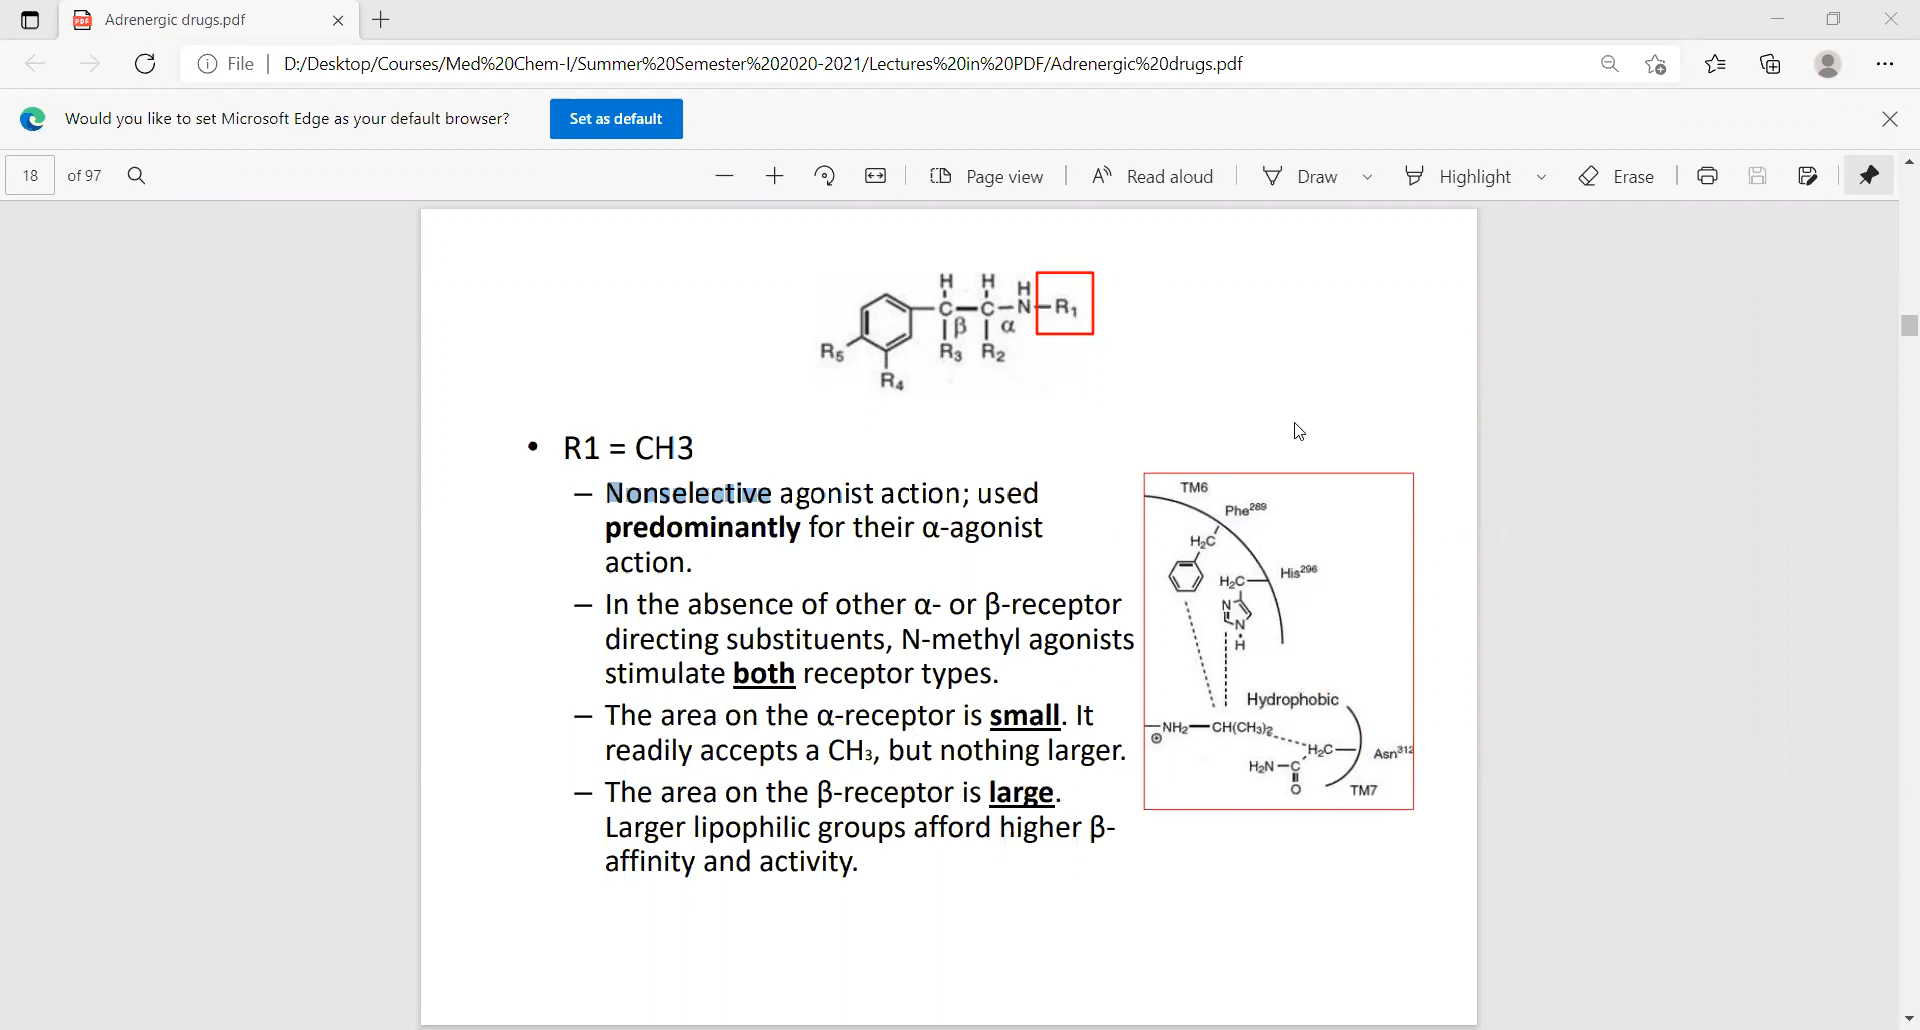 Adrenergic drugs.pdf
File
D:/Desktop/Courses/Med%20Chem-I/Summer%20Semester%202020-2021/Lectures%20in%20PDF/Adrenergic%20drugs.pdf
Would you like to set Microsoft Edge as your default browser?
Set as default
18 of 97
Page view
Read aloud
Draw
Highlight
Erase
H H H
C C N R1
β α
R5 R3 R2
R4
• R1 = CH3
– Nonselective agonist action; used
predominantly for their α-agonist
action.
– In the absence of other α- or β-receptor
directing substituents, N-methyl agonists
stimulate both receptor types.
– The area on the α-receptor is small. It
readily accepts a CH₃, but nothing larger.
– The area on the β-receptor is large.
Larger lipophilic groups afford higher β-
affinity and activity.
TM6
Phe289
H2C
H2C
His296
N
N
H
Hydrophobic
NH2 CH(CH3)2
⊕
H2C
Asn312
H2N C
O
TM7